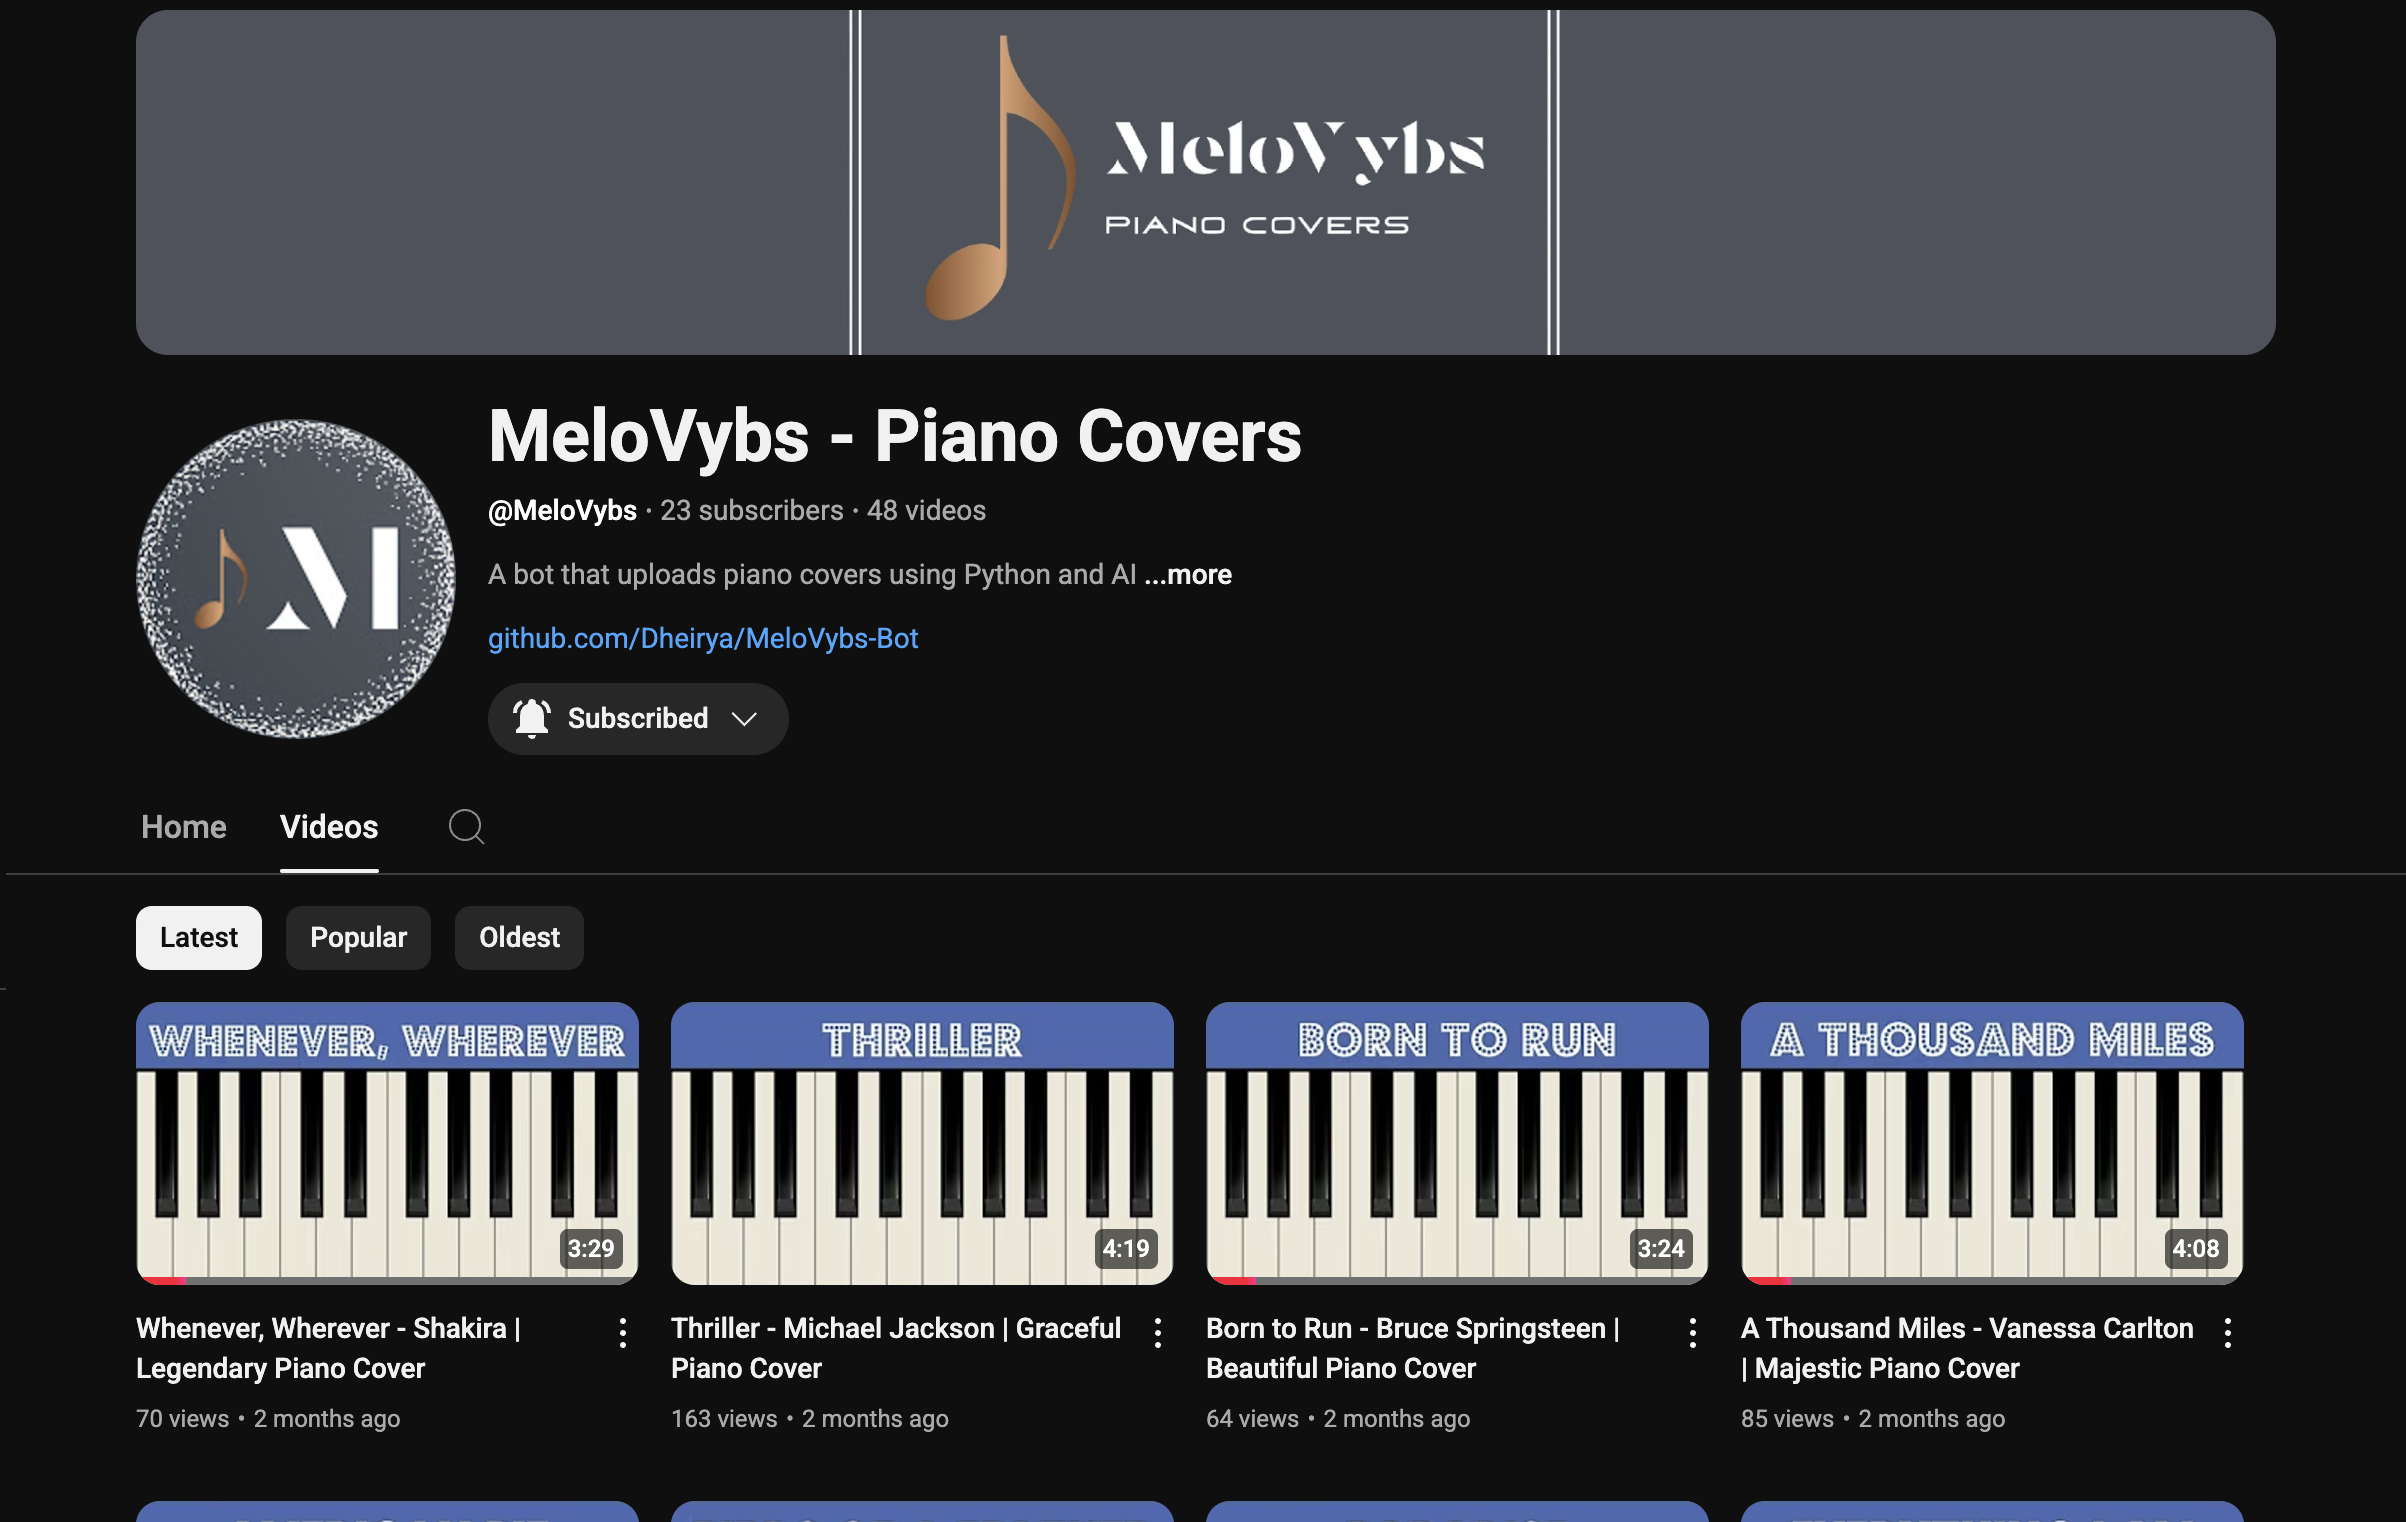 MeloVybs
PIANO COVERS
M
MeloVybs - Piano Covers
@MeloVybs · 23 subscribers · 48 videos
A bot that uploads piano covers using Python and AI ...more
github.com/Dheirya/MeloVybs-Bot
Subscribed
Home
Videos
Latest
Popular
Oldest
WHENEVER, WHEREVER
THRILLER
BORN TO RUN
A THOUSAND MILES
3:29
4:19
3:24
4:08
Whenever, Wherever - Shakira |
Legendary Piano Cover
70 views • 2 months ago
Thriller - Michael Jackson | Graceful
Piano Cover
163 views • 2 months ago
Born to Run - Bruce Springsteen |
Beautiful Piano Cover
64 views • 2 months ago
A Thousand Miles - Vanessa Carlton
| Majestic Piano Cover
85 views • 2 months ago